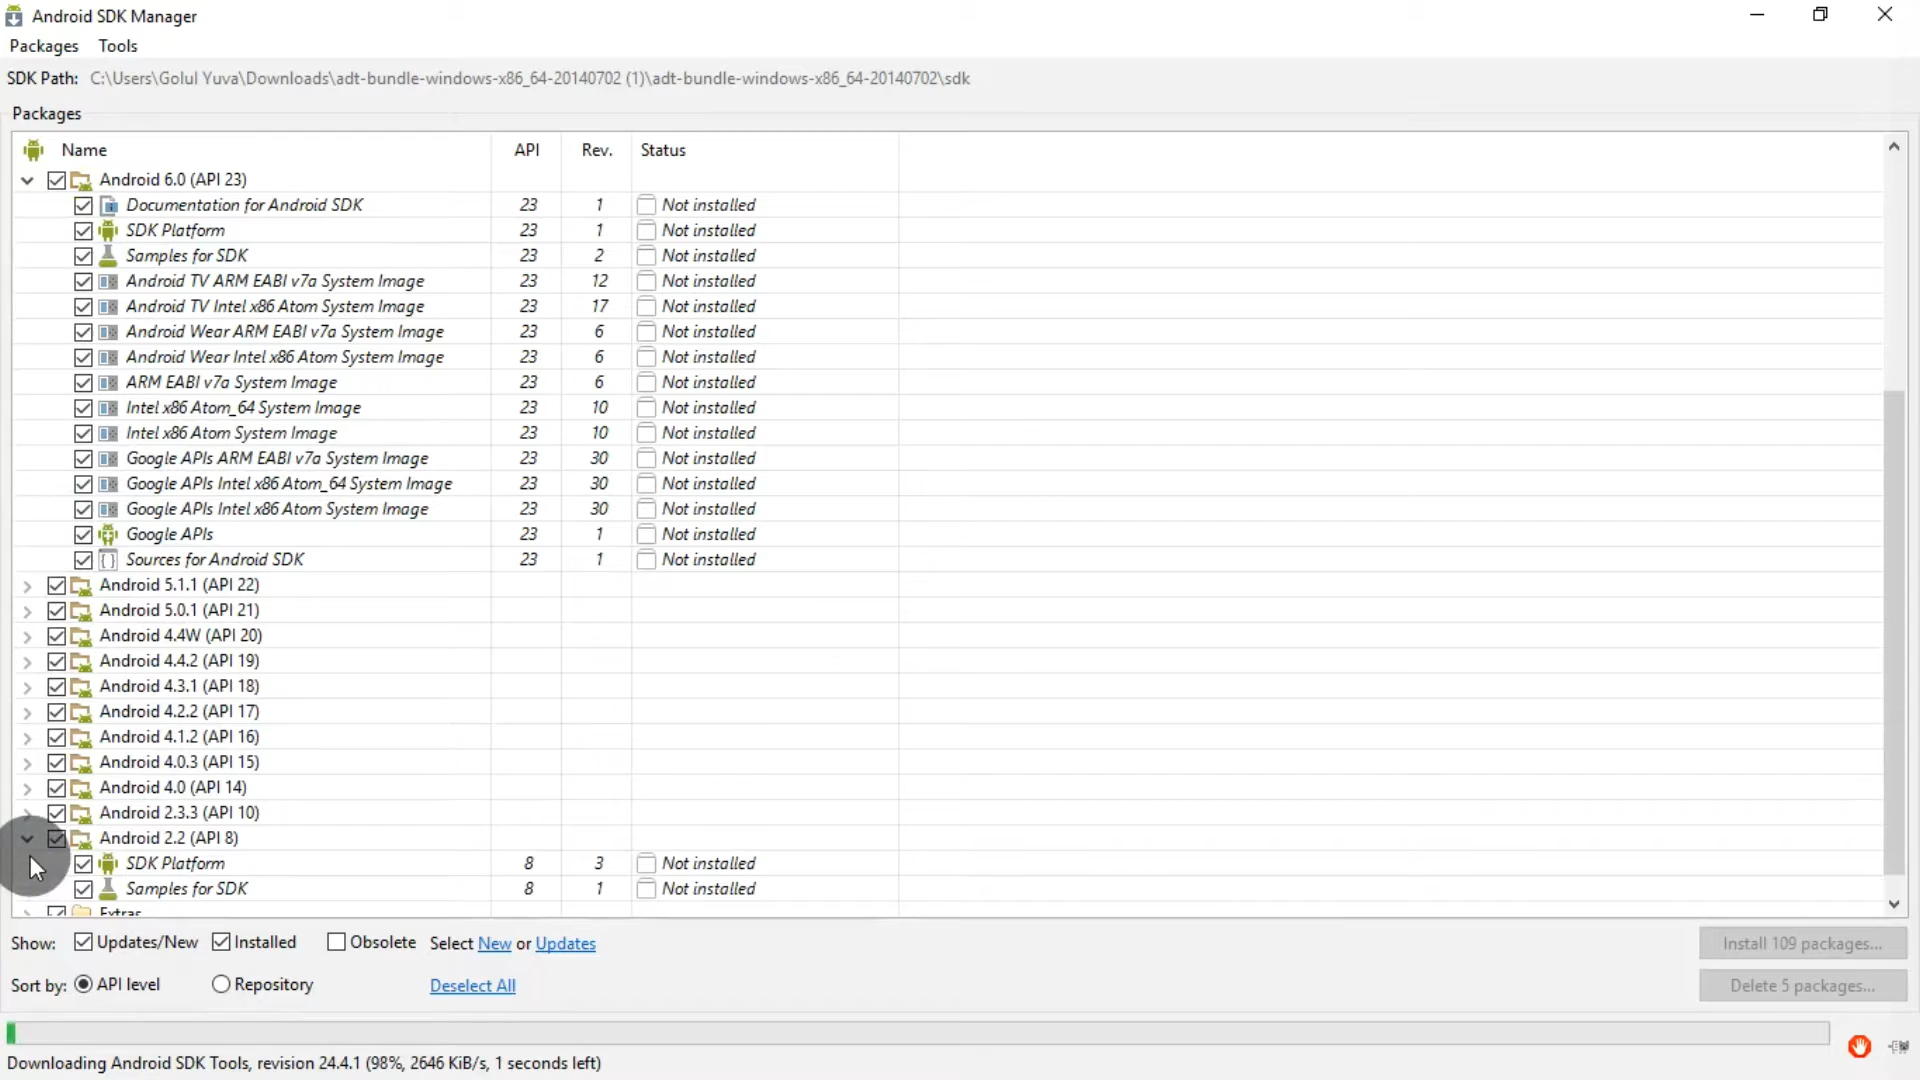 Android SDK Manager
Packages Tools
SDK Path: C:\Users\Golul Yuva\Downloads\adt-bundle-windows-x86_64-20140702 (1)\adt-bundle-windows-x86_64-20140702\sdk
Packages
Name API Rev. Status
Android 6.0 (API 23)
Documentation for Android SDK 23 1 Not installed
SDK Platform 23 1 Not installed
Samples for SDK 23 2 Not installed
Android TV ARM EABI v7a System Image 23 12 Not installed
Android TV Intel x86 Atom System Image 23 17 Not installed
Android Wear ARM EABI v7a System Image 23 6 Not installed
Android Wear Intel x86 Atom System Image 23 6 Not installed
ARM EABI v7a System Image 23 6 Not installed
Intel x86 Atom_64 System Image 23 10 Not installed
Intel x86 Atom System Image 23 10 Not installed
Google APIs ARM EABI v7a System Image 23 30 Not installed
Google APIs Intel x86 Atom_64 System Image 23 30 Not installed
Google APIs Intel x86 Atom System Image 23 30 Not installed
Google APIs 23 1 Not installed
Sources for Android SDK 23 1 Not installed
Android 5.1.1 (API 22)
Android 5.0.1 (API 21)
Android 4.4W (API 20)
Android 4.4.2 (API 19)
Android 4.3.1 (API 18)
Android 4.2.2 (API 17)
Android 4.1.2 (API 16)
Android 4.0.3 (API 15)
Android 4.0 (API 14)
Android 2.3.3 (API 10)
Android 2.2 (API 8)
SDK Platform 8 3 Not installed
Samples for SDK 8 1 Not installed
Extras
Show: Updates/New Installed Obsolete Select New or Updates Install 109 packages...
Sort by: API level Repository Deselect All Delete 5 packages...
Downloading Android SDK Tools, revision 24.4.1 (98%, 2646 KiB/s, 1 seconds left)